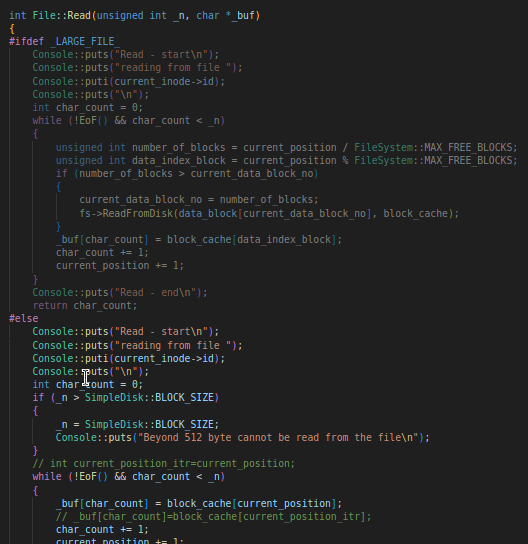 int File::Read(unsigned int _n, char *_buf)
{
#ifdef _LARGE_FILE_
    Console::puts("Read - start\n");
    Console::puts("reading from file ");
    Console::puti(current_inode->id);
    Console::puts("\n");
    int char_count = 0;
    while (!EoF() && char_count < _n)
    {
        unsigned int number_of_blocks = current_position / FileSystem::MAX_FREE_BLOCKS;
        unsigned int data_index_block = current_position % FileSystem::MAX_FREE_BLOCKS;
        if (number_of_blocks > current_data_block_no)
        {
            current_data_block_no = number_of_blocks;
            fs->ReadFromDisk(data_block[current_data_block_no], block_cache);
        }
        _buf[char_count] = block_cache[data_index_block];
        char_count += 1;
        current_position += 1;
    }
    Console::puts("Read - end\n");
    return char_count;
#else
    Console::puts("Read - start\n");
    Console::puts("reading from file ");
    Console::puti(current_inode->id);
    Console::puts("\n");
    int char_count = 0;
    if (_n > SimpleDisk::BLOCK_SIZE)
    {
        _n = SimpleDisk::BLOCK_SIZE;
        Console::puts("Beyond 512 byte cannot be read from the file\n");
    }
    // int current_position_itr=current_position;
    while (!EoF() && char_count < _n)
    {
        _buf[char_count] = block_cache[current_position];
        // _buf[char_count]=block_cache[current_position_itr];
        char_count += 1;
        current_position += 1;